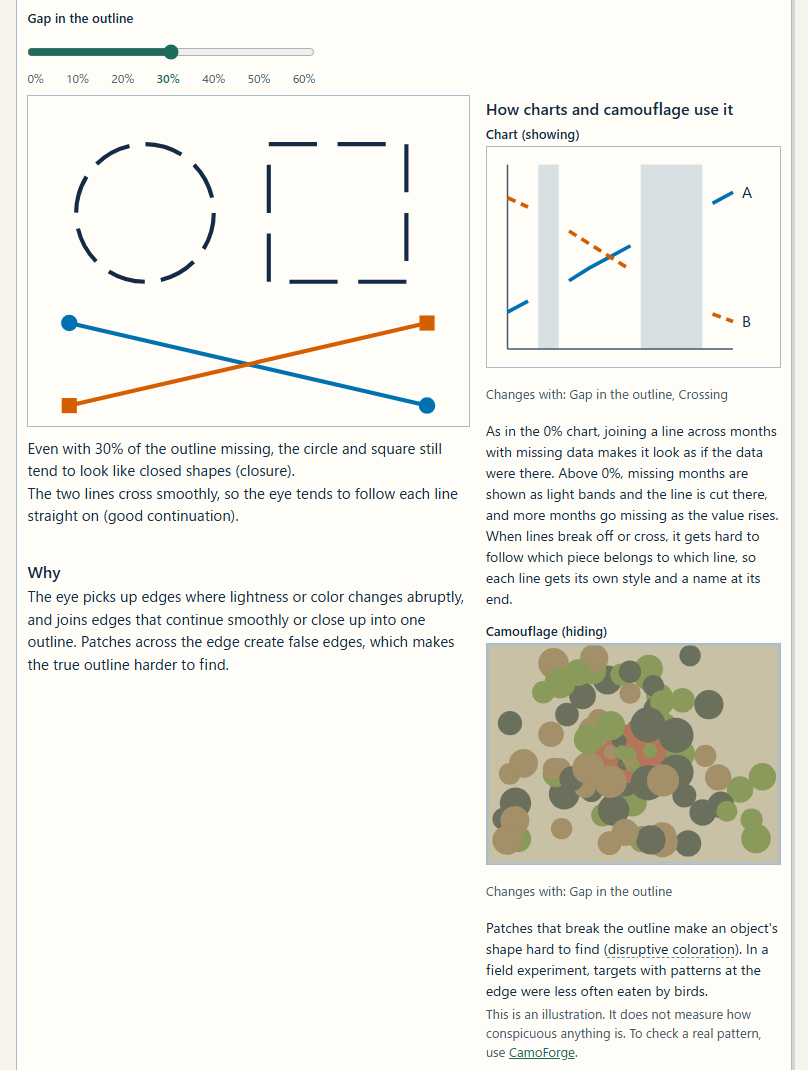 Gap in the outline
0% 10% 20% 30% 40% 50% 60%
Even with 30% of the outline missing, the circle and square still
tend to look like closed shapes (closure).
The two lines cross smoothly, so the eye tends to follow each line
straight on (good continuation).
Why
The eye picks up edges where lightness or color changes abruptly,
and joins edges that continue smoothly or close up into one
outline. Patches across the edge create false edges, which makes
the true outline harder to find.
How charts and camouflage use it
Chart (showing)
A
B
Changes with: Gap in the outline, Crossing
As in the 0% chart, joining a line across months
with missing data makes it look as if the data
were there. Above 0%, missing months are
shown as light bands and the line is cut there,
and more months go missing as the value rises.
When lines break off or cross, it gets hard to
follow which piece belongs to which line, so
each line gets its own style and a name at its
end.
Camouflage (hiding)
Changes with: Gap in the outline
Patches that break the outline make an object's
shape hard to find (disruptive coloration). In a
field experiment, targets with patterns at the
edge were less often eaten by birds.
This is an illustration. It does not measure how
conspicuous anything is. To check a real pattern,
use CamoForge.